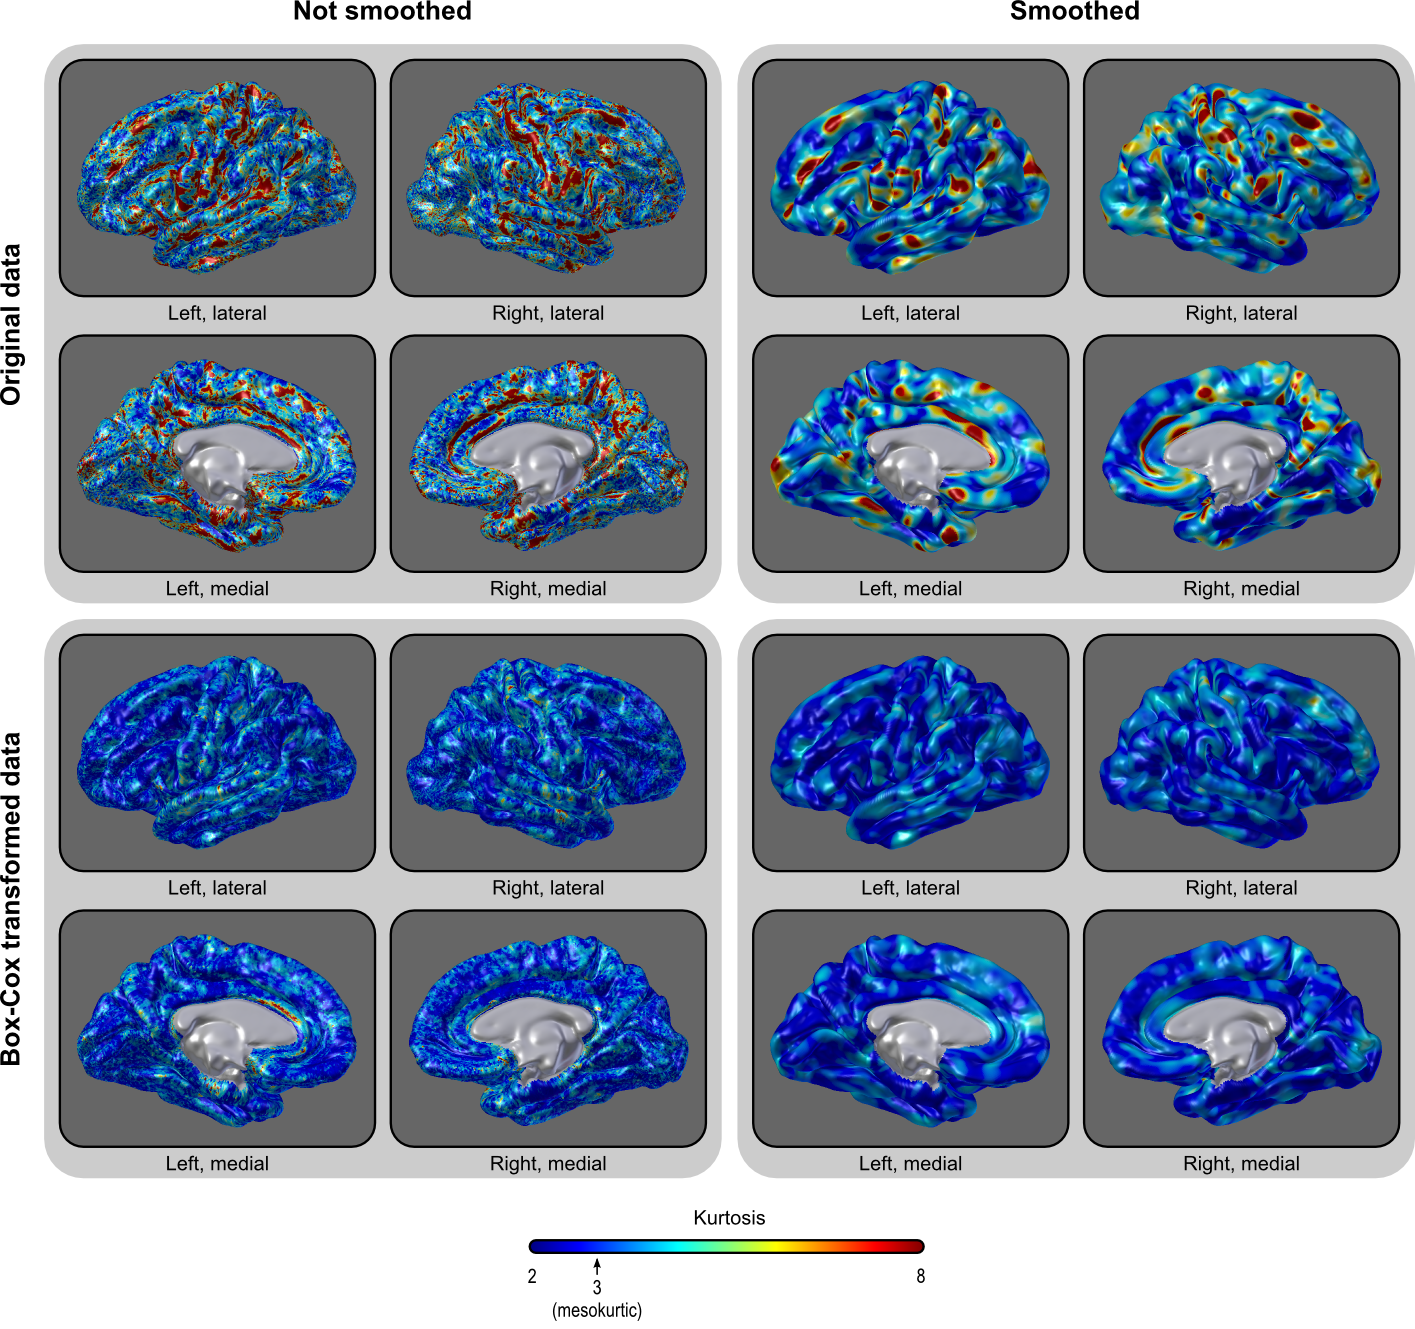 Not smoothed
Smoothed
Original data
Left, lateral
Right, lateral
Left, lateral
Right, lateral
Left, medial
Right, medial
Left, medial
Right, medial
Box-Cox transformed data
Left, lateral
Right, lateral
Left, lateral
Right, lateral
Left, medial
Right, medial
Left, medial
Right, medial
Kurtosis
2
8
3
(mesokurtic)